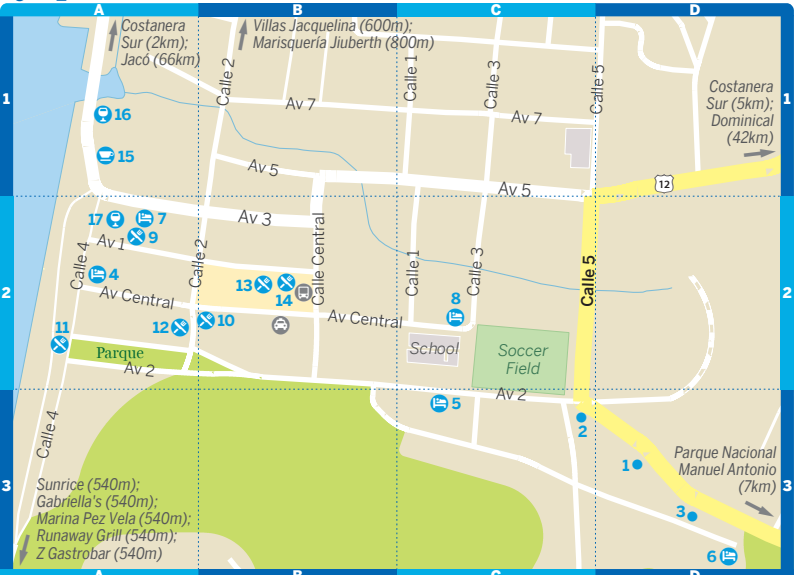 A
B
C
D
Costanera
Sur (2km);
Jacó (66km)
Villas Jacquelina (600m);
Marisquería Jiuberth (800m)
Calle 2
Calle 1
Calle 3
Calle 5
1
1
Costanera
Sur (5km);
Dominical
(42km)
Av 7
Av 7
16
15
Av 5
Av 5
12
17
7
9
Av 3
Av 1
Calle 4
4
Calle 2
Calle Central
Calle 1
Calle 3
Calle 5
2
2
13
14
Av Central
Av Central
8
11
12
10
Parque
School
Soccer
Field
Av 2
Av 2
5
2
Calle 4
1
Parque Nacional
Manuel Antonio
(7km)
3
3
3
Sunrice (540m);
Gabriella's (540m);
Marina Pez Vela (540m);
Runaway Grill (540m);
Z Gastrobar (540m)
6
A
B
C
D